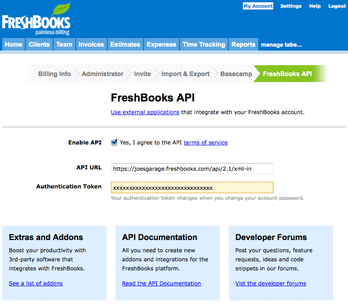 My Account Settings Help Logout
FRESHBOOKS
painless billing
Home Clients Team Invoices Estimates Expenses Time Tracking Reports manage tabs...
Billing Info Administrator Invite Import & Export Basecamp FreshBooks API
FreshBooks API
Use external applications that integrate with your FreshBooks account.
Enable API Yes, I agree to the API terms of service
API URL https://joesgarage.freshbooks.com/api/2.1/xml-in
Authentication Token xxxxxxxxxxxxxxxxxxxxxxxxxxxxxxxx
Your authentication token changes when you change your account password.
Extras and Addons
Boost your productivity with
3rd-party software that
integrates with FreshBooks.
See a list of addons
API Documentation
All you need to create new
addons and integrations for the
FreshBooks platform.
Read the API Documentation
Developer Forums
Post your questions, feature
requests, ideas and code
snippets in our forums.
Vist the developer forums